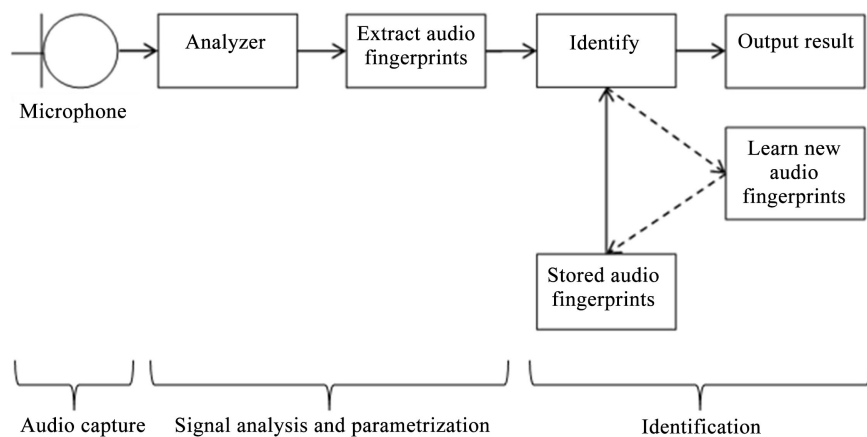 Analyzer
Extract audio
fingerprints
Identify
Output result
Microphone
Learn new
audio
fingerprints
Stored audio
fingerprints
Audio capture
Signal analysis and parametrization
Identification